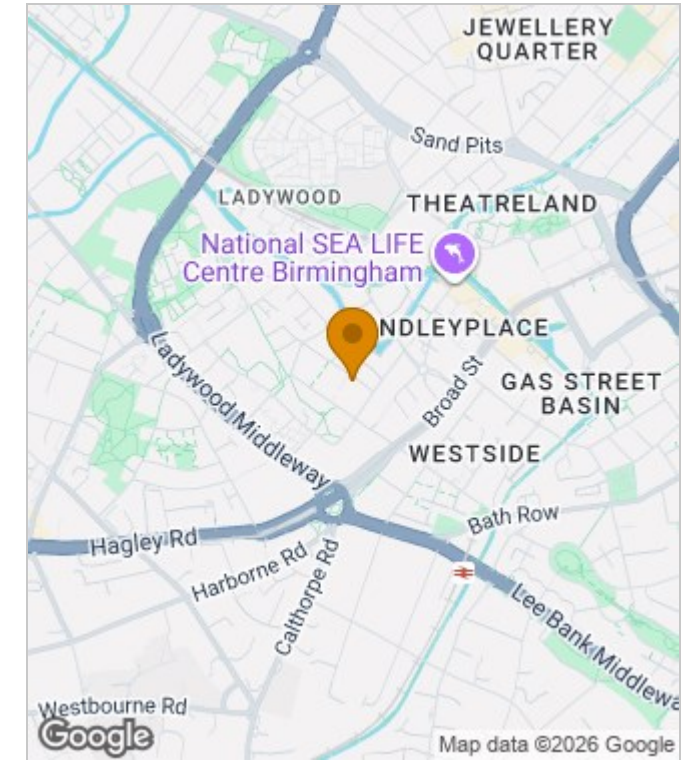 JEWELLERY
QUARTER
Sand Pits
LADYWOOD
THEATRELAND
National SEA LIFE
Centre Birmingham
NDLEYPLACE
Ladywood Middleway
Broad St
GAS STREET
BASIN
WESTSIDE
Bath Row
Hagley Rd
Harborne Rd
Calthorpe Rd
Lee Bank Middlewa
Westbourne Rd
Google
Map data ©2026 Google